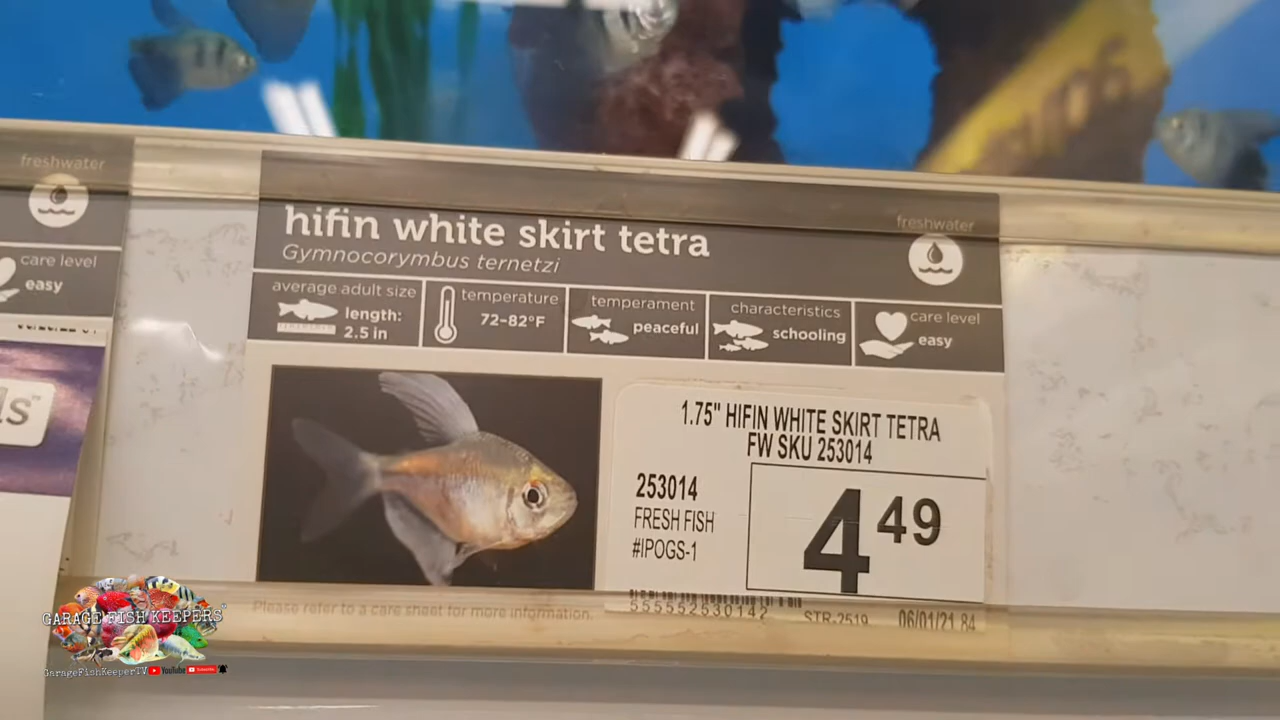 freshwater
care level
easy
ls™
hifin white skirt tetra
Gymnocorymbus ternetzi
freshwater
average adult size
length:
2.5 in
temperature
72–82°F
temperament
peaceful
characteristics
schooling
care level
easy
1.75" HIFIN WHITE SKIRT TETRA
FW SKU 253014
253014
FRESH FISH
#IPOGS-1
4 49
555552530142
STR-2519
06/01/21 84
Please refer to a care sheet for more information.
GARAGE FISH KEEPERS
GarageFishKeeperTV YouTube